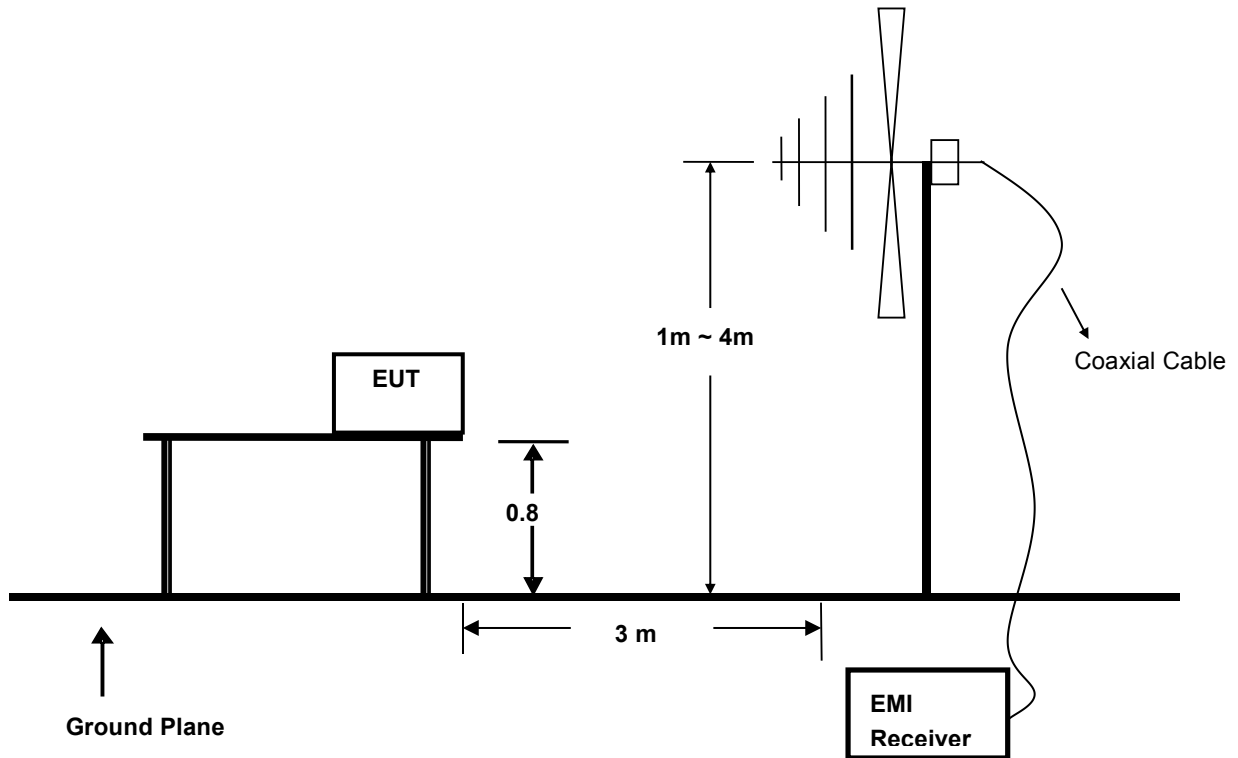 1m ~ 4m
Coaxial Cable
EUT
0.8
3 m
Ground Plane
EMI
Receiver